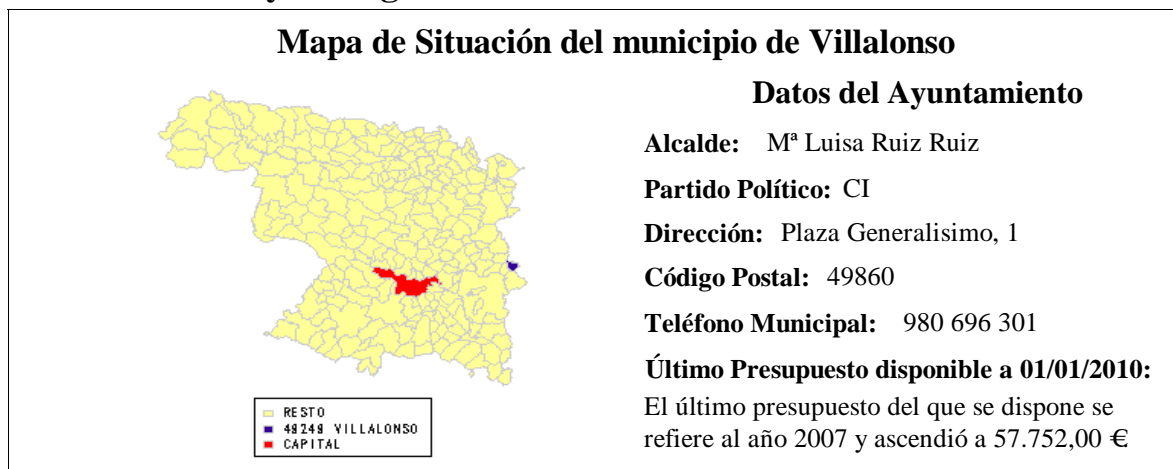 Mapa de Situación del municipio de Villalonso
Datos del Ayuntamiento
Alcalde: Mª Luisa Ruiz Ruiz
Partido Político: CI
Dirección: Plaza Generalisimo, 1
Código Postal: 49860
Teléfono Municipal: 980 696 301
Último Presupuesto disponible a 01/01/2010:
El último presupuesto del que se dispone se
refiere al año 2007 y ascendió a 57.752,00 €
RESTO
49249 VILLALONSO
CAPITAL